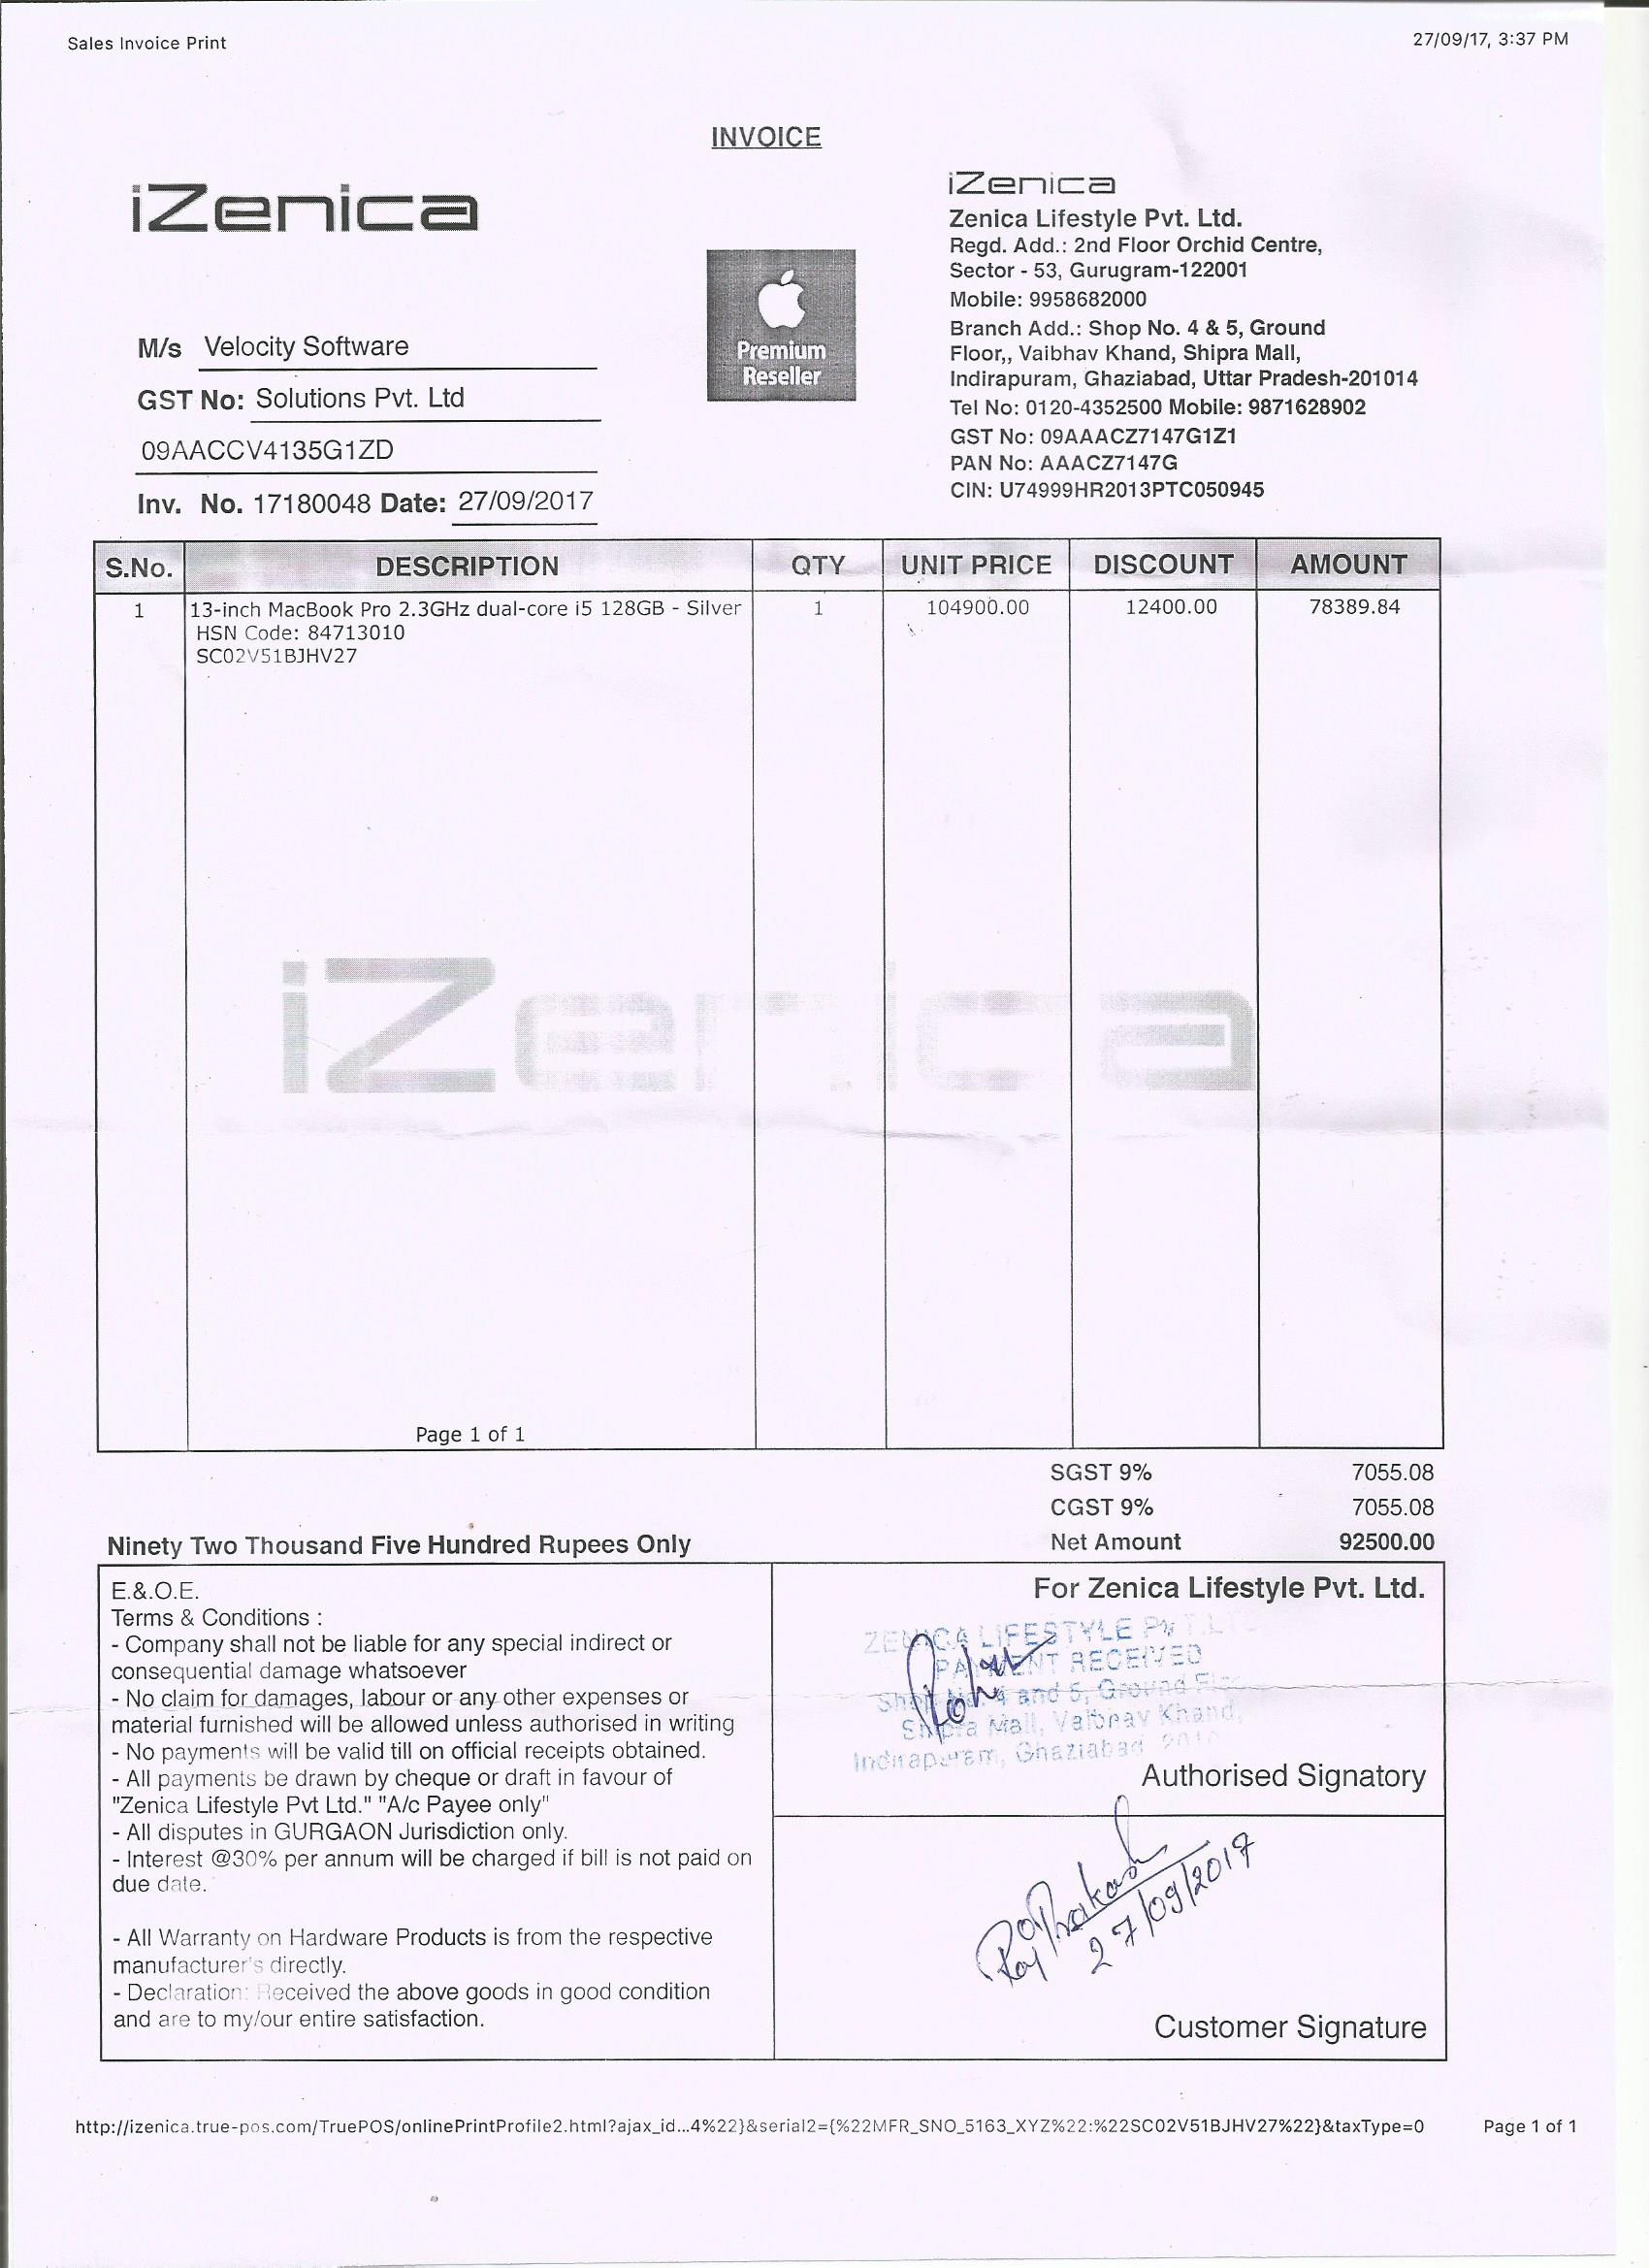 Sales Invoice Print
27/09/17, 3:37 PM
INVOICE
iZenica
iZenica
Zenica Lifestyle Pvt. Ltd.
Regd. Add.: 2nd Floor Orchid Centre,
Sector - 53, Gurugram-122001
Mobile: 9958682000
Branch Add.: Shop No. 4 & 5, Ground
Floor,, Vaibhav Khand, Shipra Mall,
Indirapuram, Ghaziabad, Uttar Pradesh-201014
Tel No: 0120-4352500 Mobile: 9871628902
GST No: 09AAACZ7147G1Z1
PAN No: AAACZ7147G
CIN: U74999HR2013PTC050945
Premium
Reseller
M/s Velocity Software
GST No: Solutions Pvt. Ltd
09AACCV4135G1ZD
Inv. No. 17180048 Date: 27/09/2017
S.No. DESCRIPTION QTY UNIT PRICE DISCOUNT AMOUNT
1 13-inch MacBook Pro 2.3GHz dual-core i5 128GB - Silver 1 104900.00 12400.00 78389.84
HSN Code: 84713010
SC02V51BJHV27
iZenica
Page 1 of 1
SGST 9% 7055.08
CGST 9% 7055.08
Ninety Two Thousand Five Hundred Rupees Only Net Amount 92500.00
E.&.O.E.
Terms & Conditions :
- Company shall not be liable for any special indirect or
consequential damage whatsoever
- No claim for damages, labour or any other expenses or
material furnished will be allowed unless authorised in writing
- No payments will be valid till on official receipts obtained.
- All payments be drawn by cheque or draft in favour of
"Zenica Lifestyle Pvt Ltd." "A/c Payee only"
- All disputes in GURGAON Jurisdiction only.
- Interest @30% per annum will be charged if bill is not paid on
due date.
- All Warranty on Hardware Products is from the respective
manufacturer's directly.
- Declaration: Received the above goods in good condition
and are to my/our entire satisfaction.
For Zenica Lifestyle Pvt. Ltd.
ZENICA LIFESTYLE PVT.LT
PAYMENT RECEIVED
Shop No. 4 and 5, Ground
Shipra Mall, Vaibhav Khand,
Indirapuram, Ghaziabad
Authorised Signatory
Raj Prakash
27/09/2017
Customer Signature
http://izenica.true-pos.com/TruePOS/onlinePrintProfile2.html?ajax_id...4%22}&serial2={%22MFR_SNO_5163_XYZ%22:%22SC02V51BJHV27%22}&taxType=0
Page 1 of 1